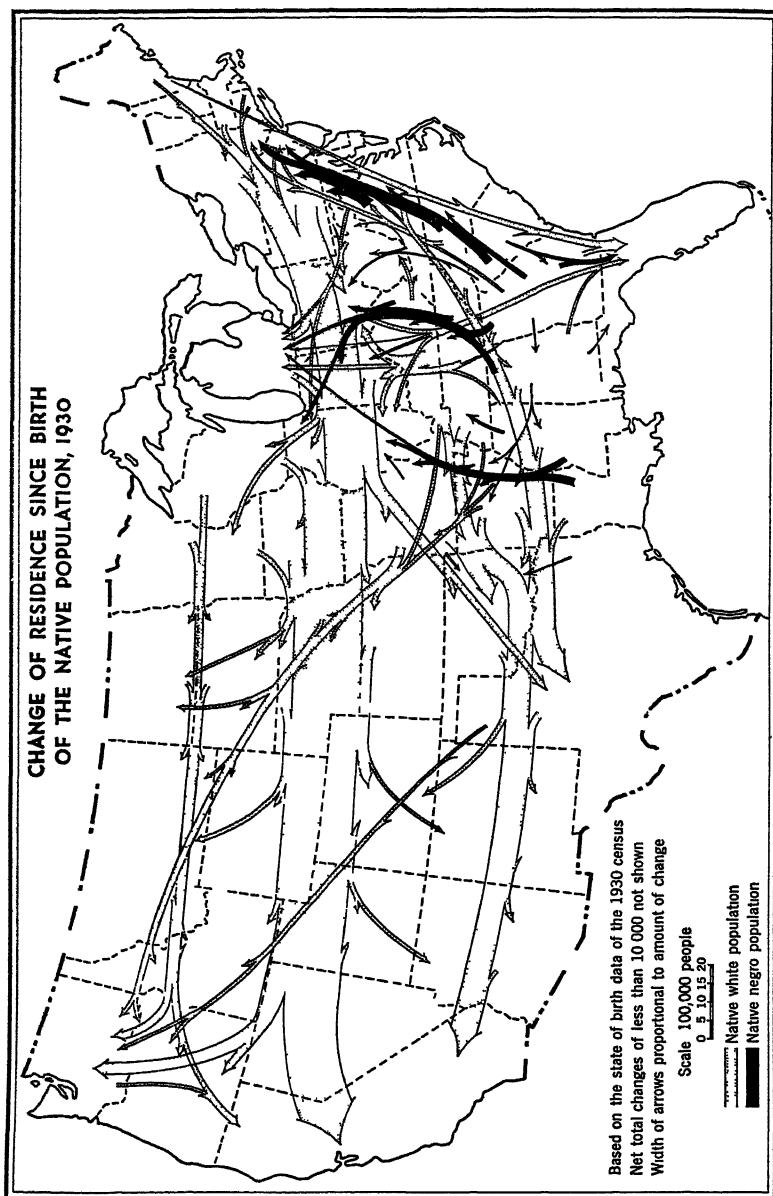 CHANGE OF RESIDENCE SINCE BIRTH
OF THE NATIVE POPULATION, 1930
Based on the state of birth data of the 1930 census
Net total changes of less than 10 000 not shown
Width of arrows proportional to amount of change
Scale 100,000 people
0 5 10 15 20
Native white population
Native negro population